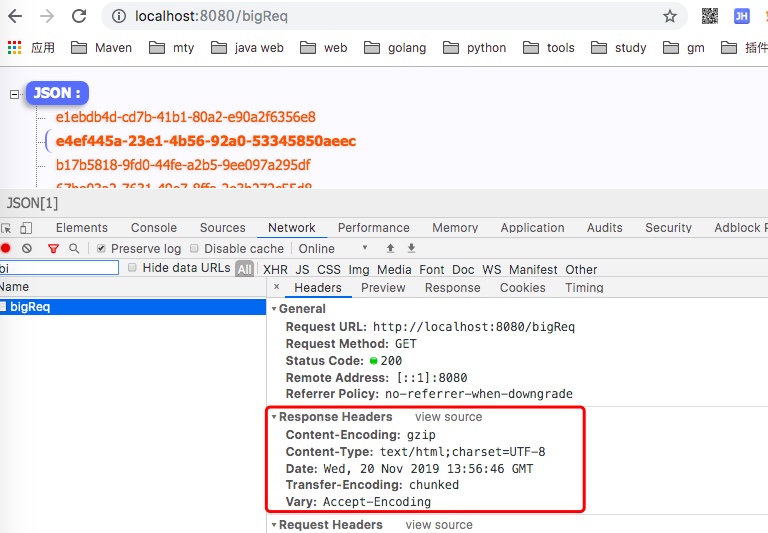 localhost:8080/bigReq
JH
应用 Maven mty java web web golang python tools study gm 插件
JSON :
e1ebdb4d-cd7b-41b1-80a2-e90a2f6356e8
e4ef445a-23e1-4b56-92a0-53345850aeec
b17b5818-9fd0-44fe-a2b5-9ee097a295df
JSON[1]
Elements Console Sources Network Performance Memory Application Audits Security Adblock P
Preserve log Disable cache Online
bi Hide data URLs All XHR JS CSS Img Media Font Doc WS Manifest Other
Name × Headers Preview Response Cookies Timing
bigReq
General
Request URL: http://localhost:8080/bigReq
Request Method: GET
Status Code: 200
Remote Address: [::1]:8080
Referrer Policy: no-referrer-when-downgrade
Response Headers view source
Content-Encoding: gzip
Content-Type: text/html;charset=UTF-8
Date: Wed, 20 Nov 2019 13:56:46 GMT
Transfer-Encoding: chunked
Vary: Accept-Encoding
Request Headers view source